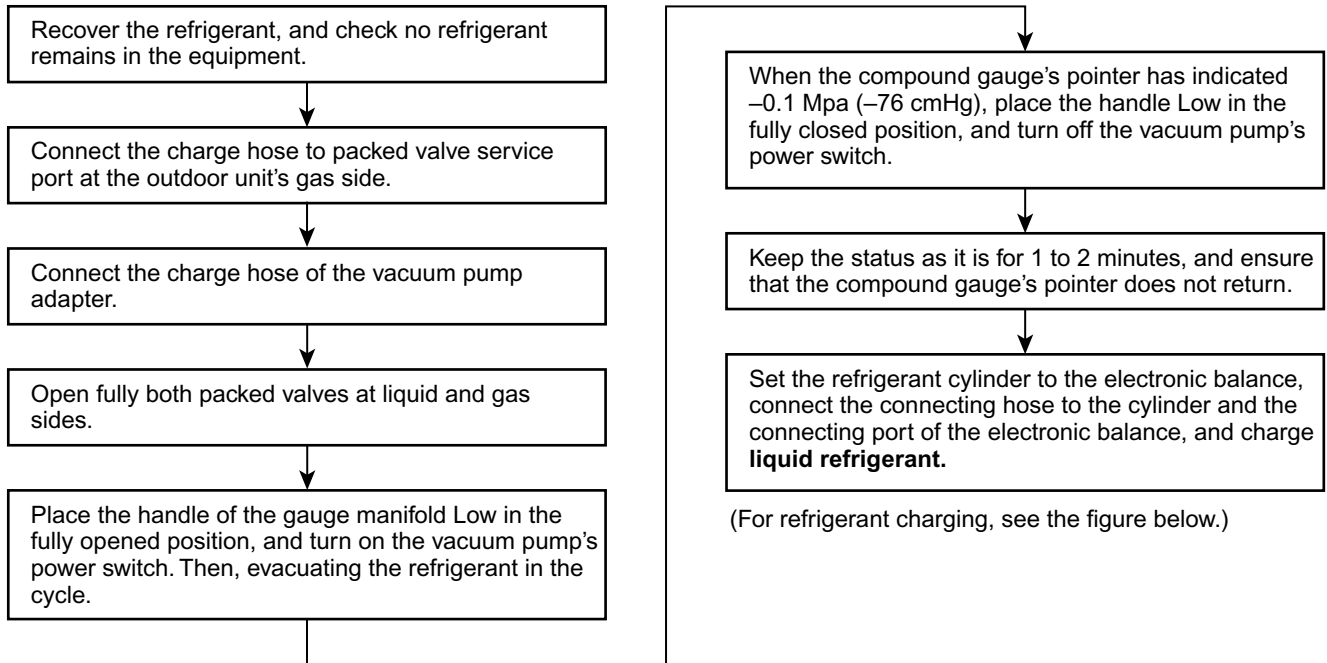 Recover the refrigerant, and check no refrigerant
remains in the equipment.
Connect the charge hose to packed valve service
port at the outdoor unit's gas side.
Connect the charge hose of the vacuum pump
adapter.
Open fully both packed valves at liquid and gas
sides.
Place the handle of the gauge manifold Low in the
fully opened position, and turn on the vacuum pump's
power switch. Then, evacuating the refrigerant in the
cycle.
When the compound gauge's pointer has indicated
–0.1 Mpa (–76 cmHg), place the handle Low in the
fully closed position, and turn off the vacuum pump's
power switch.
Keep the status as it is for 1 to 2 minutes, and ensure
that the compound gauge's pointer does not return.
Set the refrigerant cylinder to the electronic balance,
connect the connecting hose to the cylinder and the
connecting port of the electronic balance, and charge
liquid refrigerant.
(For refrigerant charging, see the figure below.)